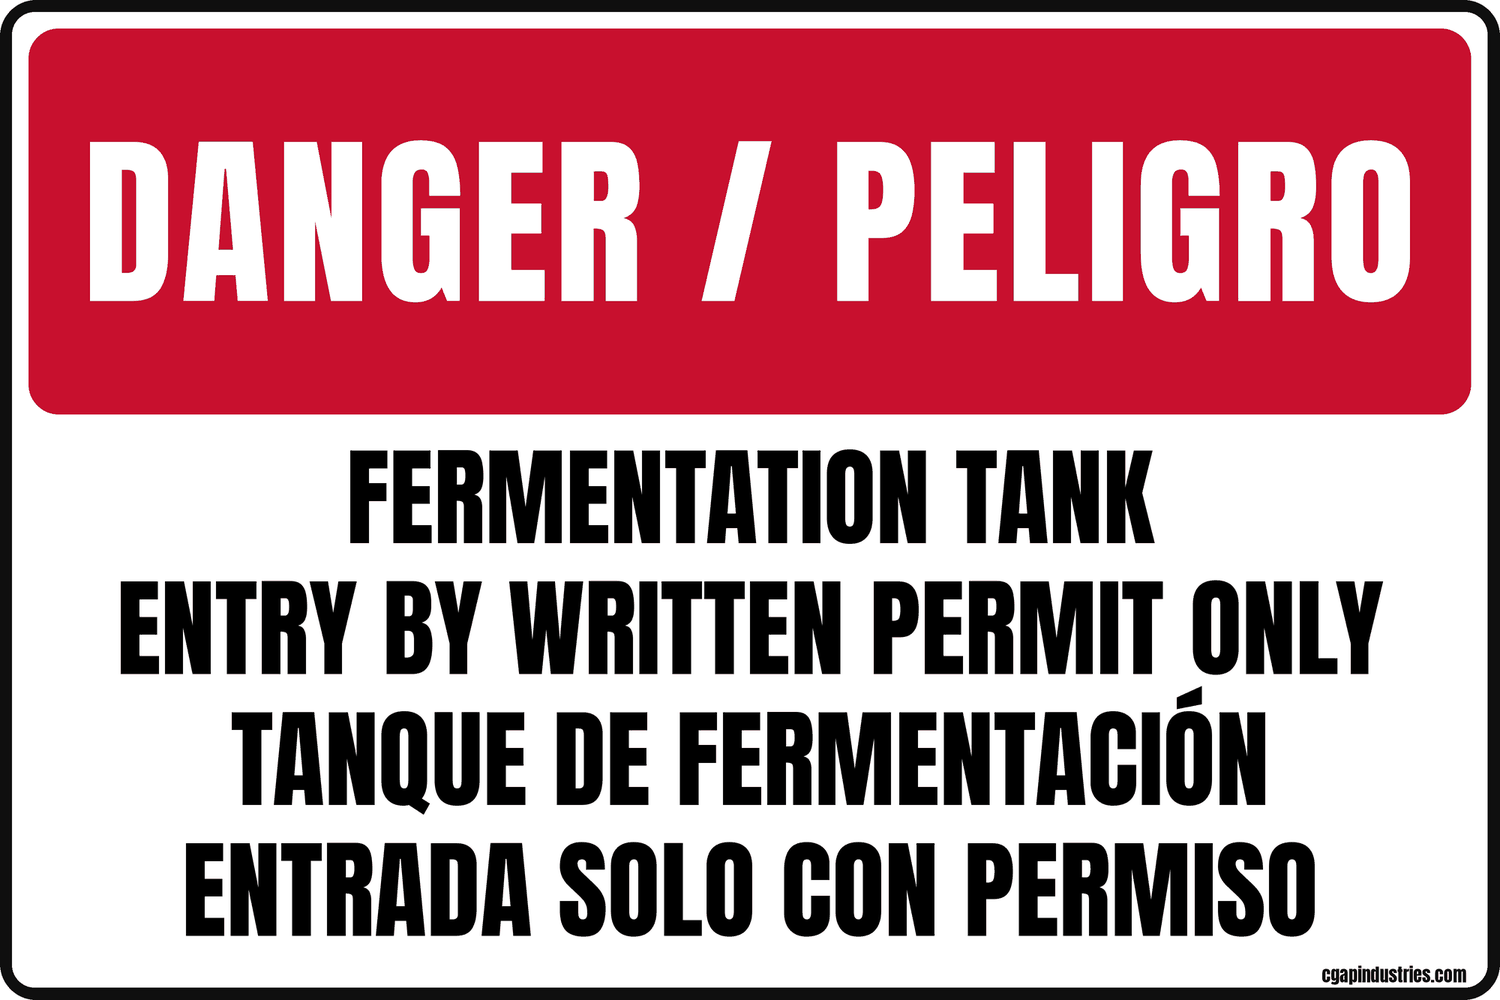 DANGER / PELIGRO
FERMENTATION TANK
ENTRY BY WRITTEN PERMIT ONLY
TANQUE DE FERMENTACIÓN
ENTRADA SOLO CON PERMISO
cgapindustries.com